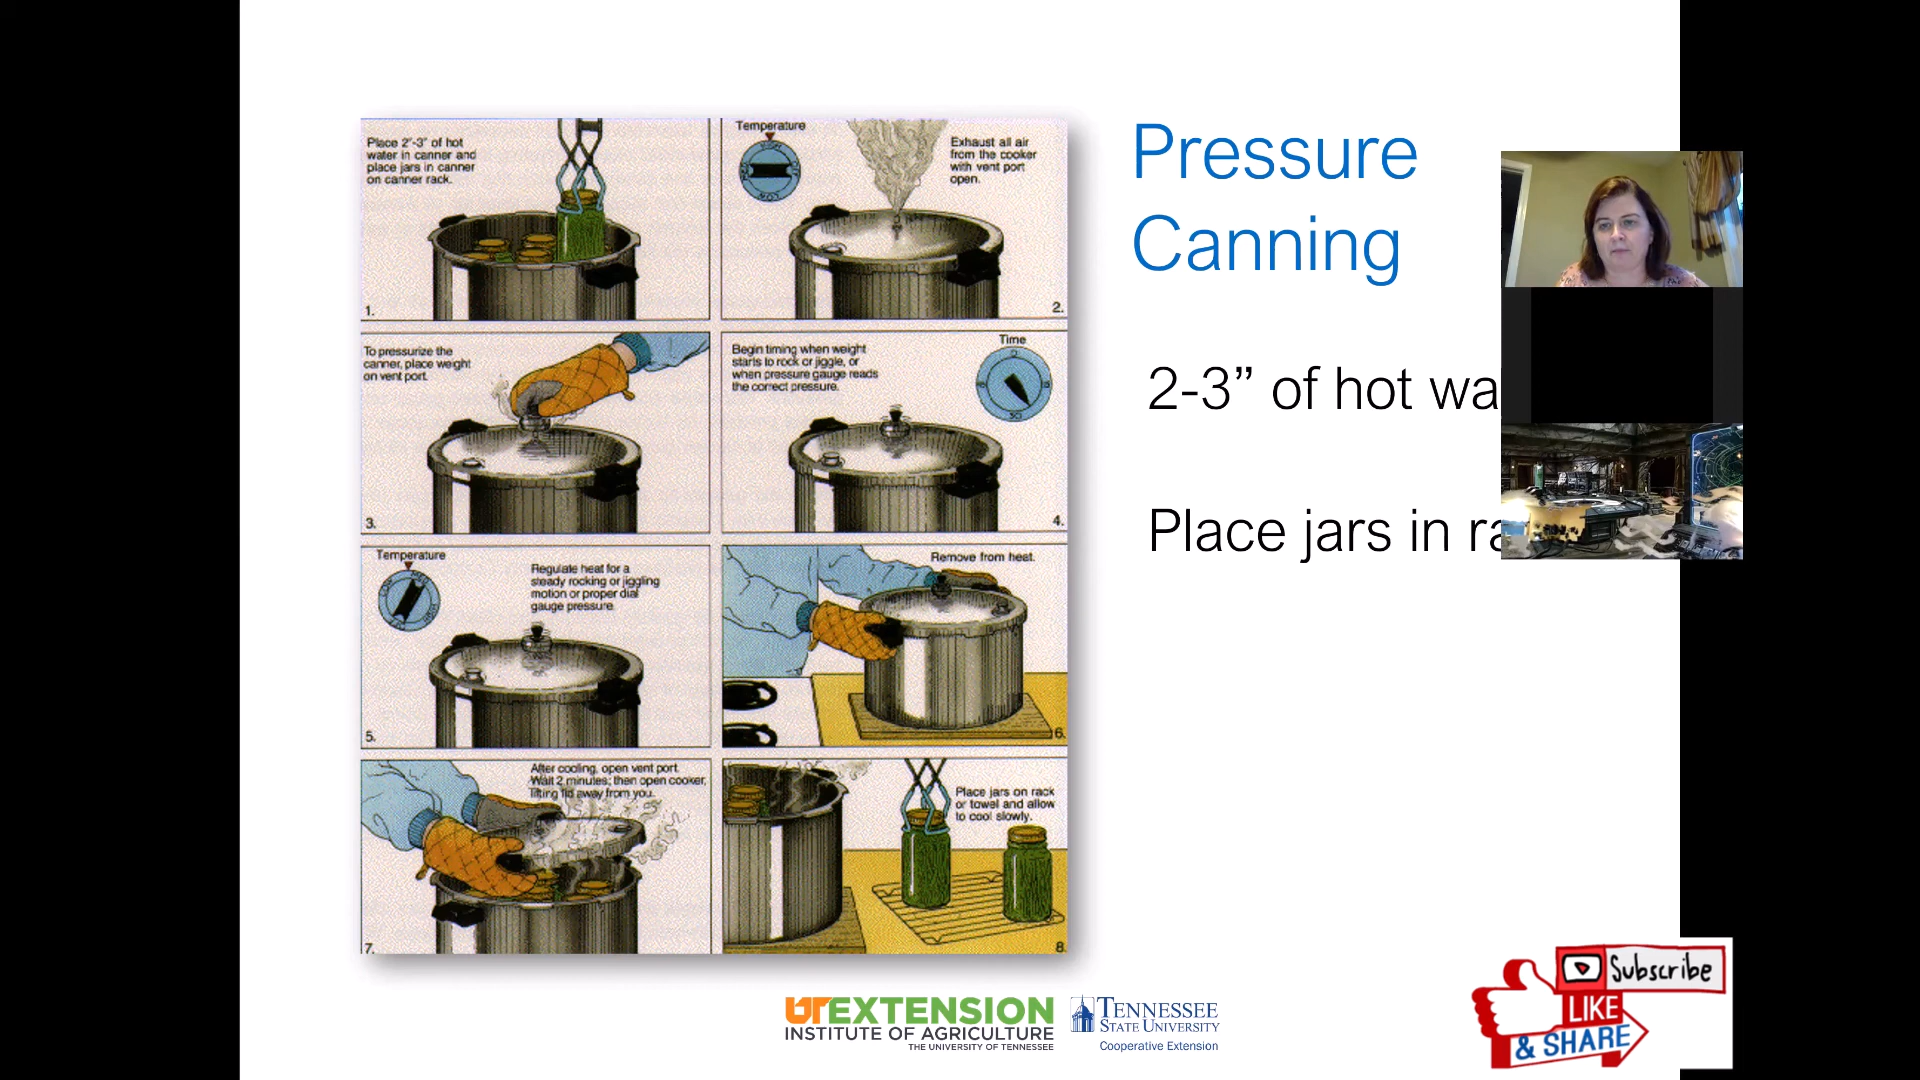 Place 2"-3" of hot
water in canner and
place jars in canner
on canner rack.
1.
Temperature
Exhaust all air
from the cooker
with vent port
open.
2.
To pressurize the
canner, place weight
on vent port.
3.
Begin timing when weight
starts to rock or jiggle, or
when pressure gauge reads
the correct pressure.
Time
4.
Temperature
Regulate heat for a
steady rocking or jiggling
motion or proper dial
gauge pressure.
5.
Remove from heat.
6.
After cooling, open vent port.
Wait 2 minutes; then open cooker,
lifting lid away from you.
7.
Place jars on rack
or towel and allow
to cool slowly.
8.
Pressure
Canning
2-3” of hot wa
Place jars in ra
UT EXTENSION
INSTITUTE OF AGRICULTURE
THE UNIVERSITY OF TENNESSEE
TENNESSEE
STATE UNIVERSITY
Cooperative Extension
Subscribe
LIKE
& SHARE